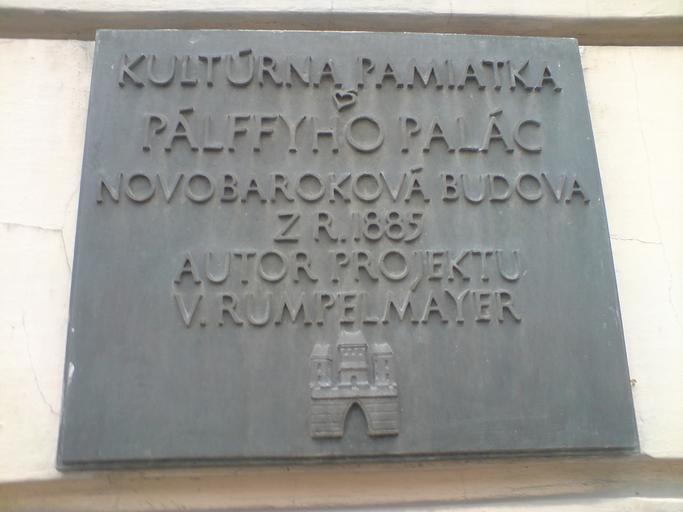 KULTÚRNA PAMIATKA
PÁLFFYHO PALÁC
NOVOBAROKOVÁ BUDOVA
Z R. 1885
AUTOR PROJEKTU
V. RUMPELMAYER